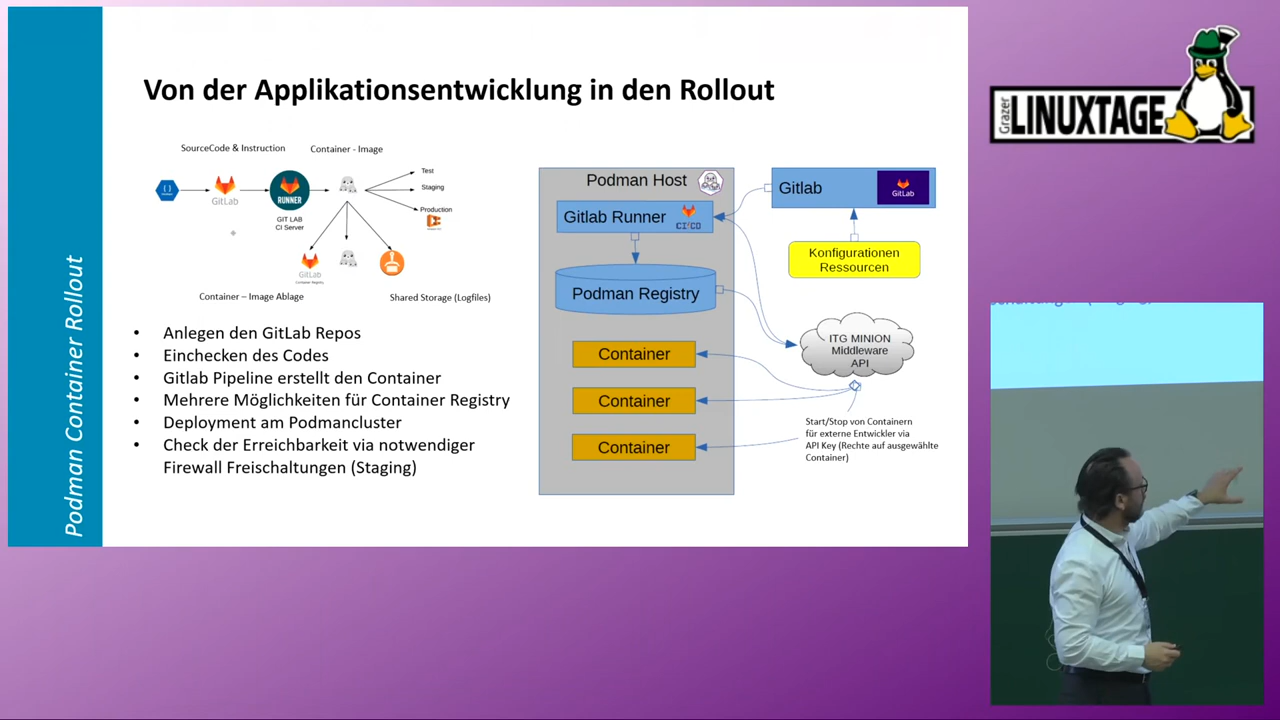 Von der Applikationsentwicklung in den Rollout
Podman Container Rollout
SourceCode & Instruction
Container - Image
GitLab
RUNNER
GIT LAB
CI Server
Test
Staging
Production
GitLab
Container Registry
Container – Image Ablage
Shared Storage (Logfiles)
• Anlegen den GitLab Repos
• Einchecken des Codes
• Gitlab Pipeline erstellt den Container
• Mehrere Möglichkeiten für Container Registry
• Deployment am Podmancluster
• Check der Erreichbarkeit via notwendiger
Firewall Freischaltungen (Staging)
Podman Host
Gitlab Runner
CI/CD
Podman Registry
Container
Container
Container
Gitlab
GitLab
Konfigurationen
Ressourcen
ITG MINION
Middleware
API
Start/Stop von Containern
für externe Entwickler via
API Key (Rechte auf ausgewählte
Container)
Grazer
LINUXTAGE